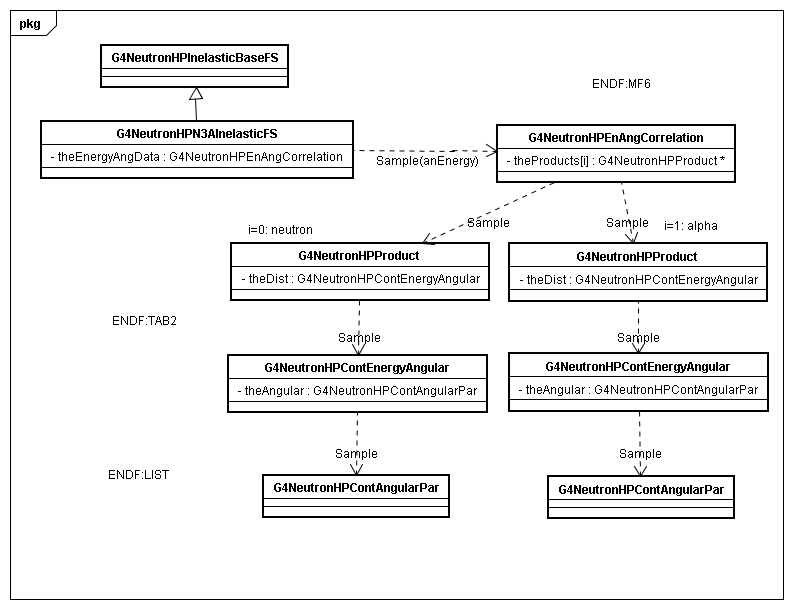 pkg
G4NeutronHPInelasticBaseFS
ENDF:MF6
G4NeutronHPN3AInelasticFS
- theEnergyAngData : G4NeutronHPEnAngCorrelation
Sample(anEnergy)
G4NeutronHPEnAngCorrelation
- theProducts[i] : G4NeutronHPProduct *
i=0: neutron
Sample
Sample
i=1: alpha
G4NeutronHPProduct
- theDist : G4NeutronHPContEnergyAngular
G4NeutronHPProduct
- theDist : G4NeutronHPContEnergyAngular
ENDF:TAB2
Sample
Sample
G4NeutronHPContEnergyAngular
- theAngular : G4NeutronHPContAngularPar
G4NeutronHPContEnergyAngular
- theAngular : G4NeutronHPContAngularPar
Sample
Sample
ENDF:LIST
G4NeutronHPContAngularPar
G4NeutronHPContAngularPar